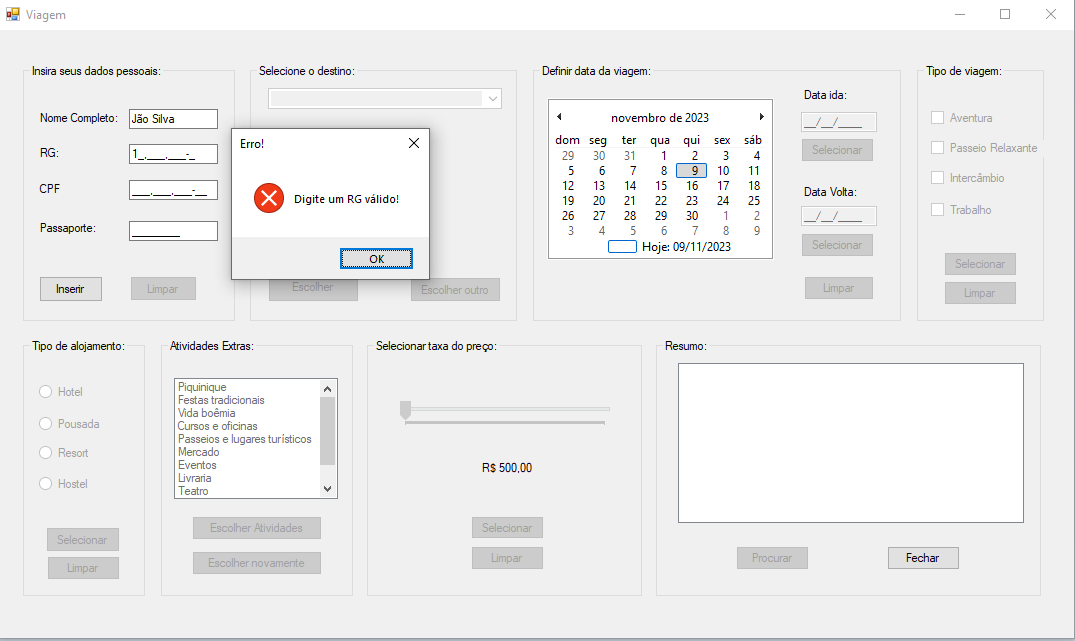 Viagem
Insira seus dados pessoais:
Nome Completo: Jão Silva
RG: 1_.___.___-_
CPF ___.___.___-__
Passaporte: ________
Inserir Limpar
Selecione o destino:
Escolher Escolher outro
Erro!
Digite um RG válido!
OK
Definir data da viagem:
novembro de 2023
dom seg ter qua qui sex sáb
29 30 31 1 2 3 4
5 6 7 8 9 10 11
12 13 14 15 16 17 18
19 20 21 22 23 24 25
26 27 28 29 30 1 2
3 4 5 6 7 8 9
Hoje: 09/11/2023
Data ida:
__/__/____
Selecionar
Data Volta:
__/__/____
Selecionar
Limpar
Tipo de viagem:
Aventura
Passeio Relaxante
Intercâmbio
Trabalho
Selecionar
Limpar
Tipo de alojamento:
Hotel
Pousada
Resort
Hostel
Selecionar
Limpar
Atividades Extras:
Piquinique
Festas tradicionais
Vida boêmia
Cursos e oficinas
Passeios e lugares turísticos
Mercado
Eventos
Livraria
Teatro
Escolher Atividades
Escolher novamente
Selecionar taxa do preço:
R$ 500,00
Selecionar
Limpar
Resumo:
Procurar Fechar